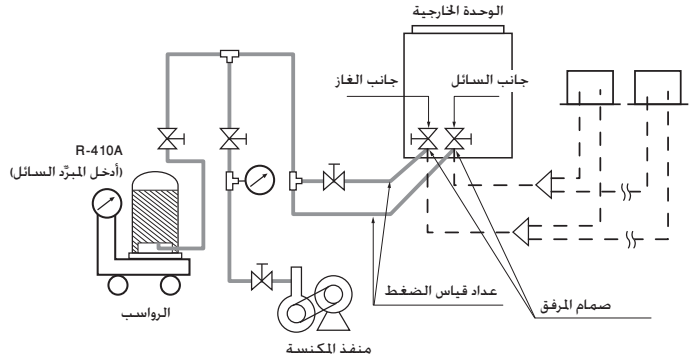 الوحدة الخارجية
جانب السائل
جانب الغاز
R-410A
(أدخل المبرِّد السائل)
عداد قياس الضغط
صمام المرفق
الرواسب
منفذ المكنسة